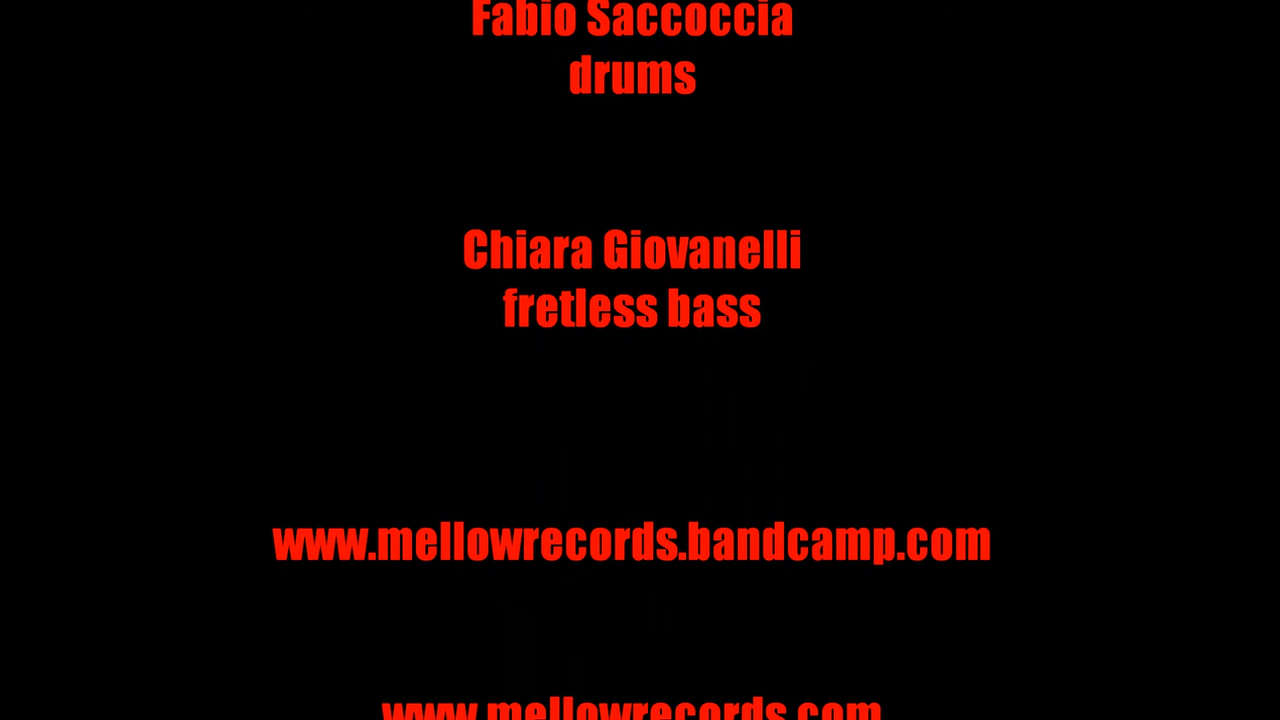 Fabio Saccoccia
drums
Chiara Giovanelli
fretless bass
www.mellowrecords.bandcamp.com
www.mellowrecords.com